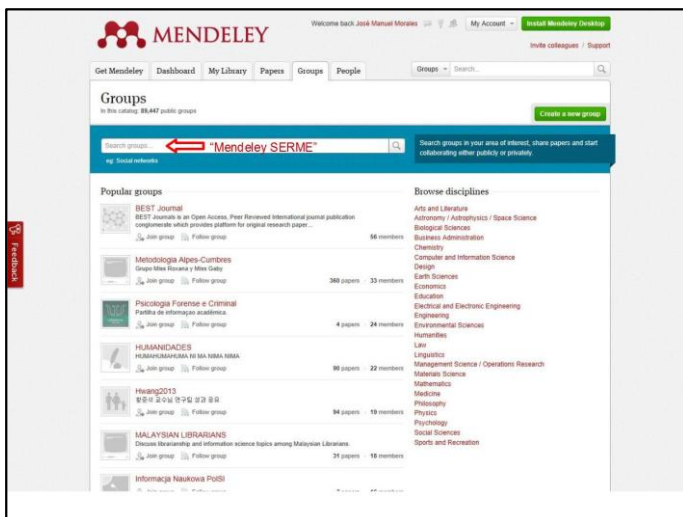 MENDELEY
Welcome back José Manuel Morales
My Account
Install Mendeley Desktop
Invite colleagues / Support
Get Mendeley
Dashboard
My Library
Papers
Groups
People
Groups
Search...
Groups
In this catalog: 89,447 public groups
Create a new group
Search groups...
"Mendeley SERME"
eg. Social networks
Search groups in your area of interest, share papers and start
collaborating either publicly or privately.
Feedback
Popular groups
BEST Journal
BEST Journals is an Open Access, Peer Reviewed International journal publication
conglomerate which provides platform for original research paper...
Join group Follow group 56 members
Metodologia Alpes-Cumbres
Grupo Miss Roxana y Miss Gaby
Join group Follow group 360 papers · 33 members
Psicologia Forense e Criminal
Partilha de informaçao acadêmica.
Join group Follow group 4 papers · 24 members
HUMANIDADES
HUMAHUMAHUMA NI MA NIMA NIMA
Join group Follow group 90 papers · 22 members
Hwang2013
Join group Follow group 94 papers · 19 members
MALAYSIAN LIBRARIANS
Discuss librarianship and information science topics among Malaysian Librarians.
Join group Follow group 31 papers · 18 members
Informacja Naukowa PolSl
Browse disciplines
Arts and Literature
Astronomy / Astrophysics / Space Science
Biological Sciences
Business Administration
Chemistry
Computer and Information Science
Design
Earth Sciences
Economics
Education
Electrical and Electronic Engineering
Engineering
Environmental Sciences
Humanities
Law
Linguistics
Management Science / Operations Research
Materials Science
Mathematics
Medicine
Philosophy
Physics
Psychology
Social Sciences
Sports and Recreation